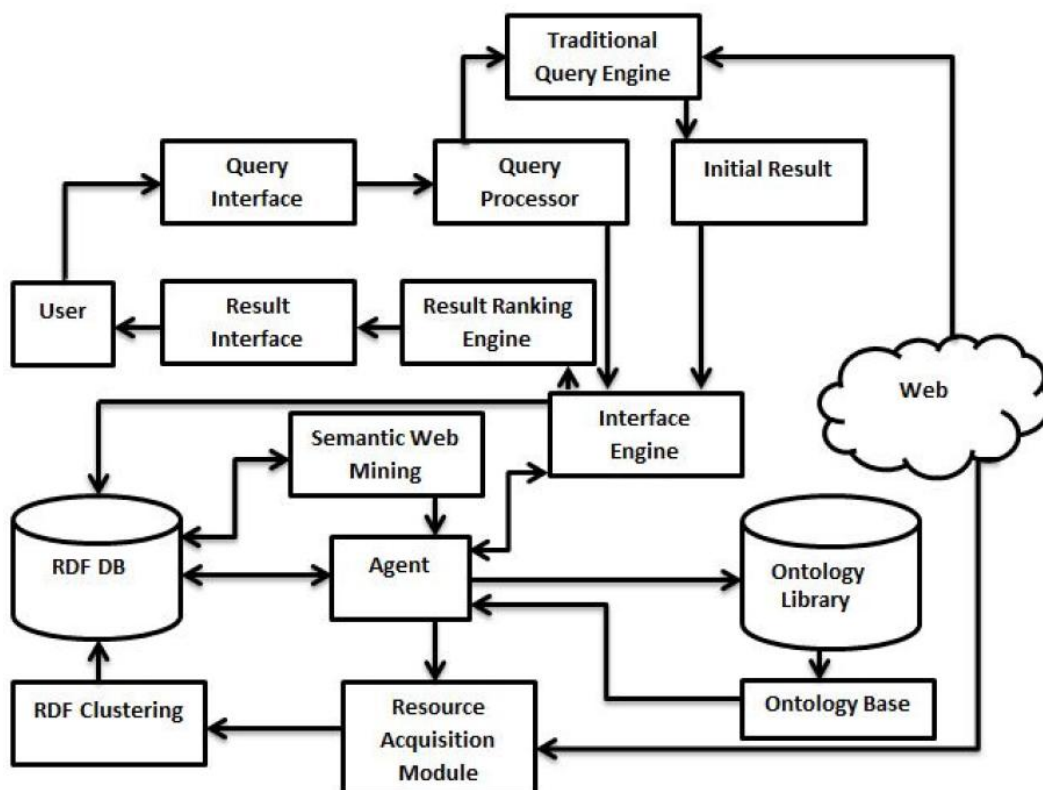 Traditional
Query Engine
Query
Interface
Query
Processor
Initial Result
User
Result
Interface
Result Ranking
Engine
Web
Semantic Web
Mining
Interface
Engine
RDF DB
Agent
Ontology
Library
RDF Clustering
Resource
Acquisition
Module
Ontology Base